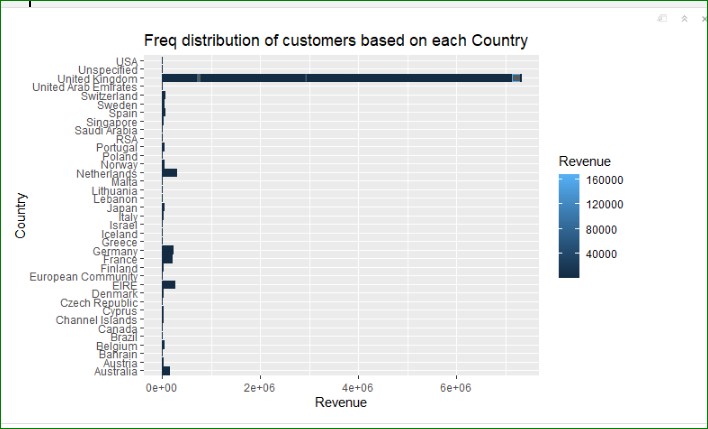 Freq distribution of customers based on each Country
USA
Unspecified
United Kingdom
United Arab Emirates
Switzerland
Sweden
Spain
Singapore
Saudi Arabia
RSA
Portugal
Poland
Norway
Netherlands
Malta
Lithuania
Lebanon
Japan
Italy
Israel
Iceland
Greece
Germany
France
Finland
European Community
EIRE
Denmark
Czech Republic
Cyprus
Channel Islands
Canada
Brazil
Belgium
Bahrain
Austria
Australia
Country
0e+00 2e+06 4e+06 6e+06
Revenue
Revenue
160000
120000
80000
40000